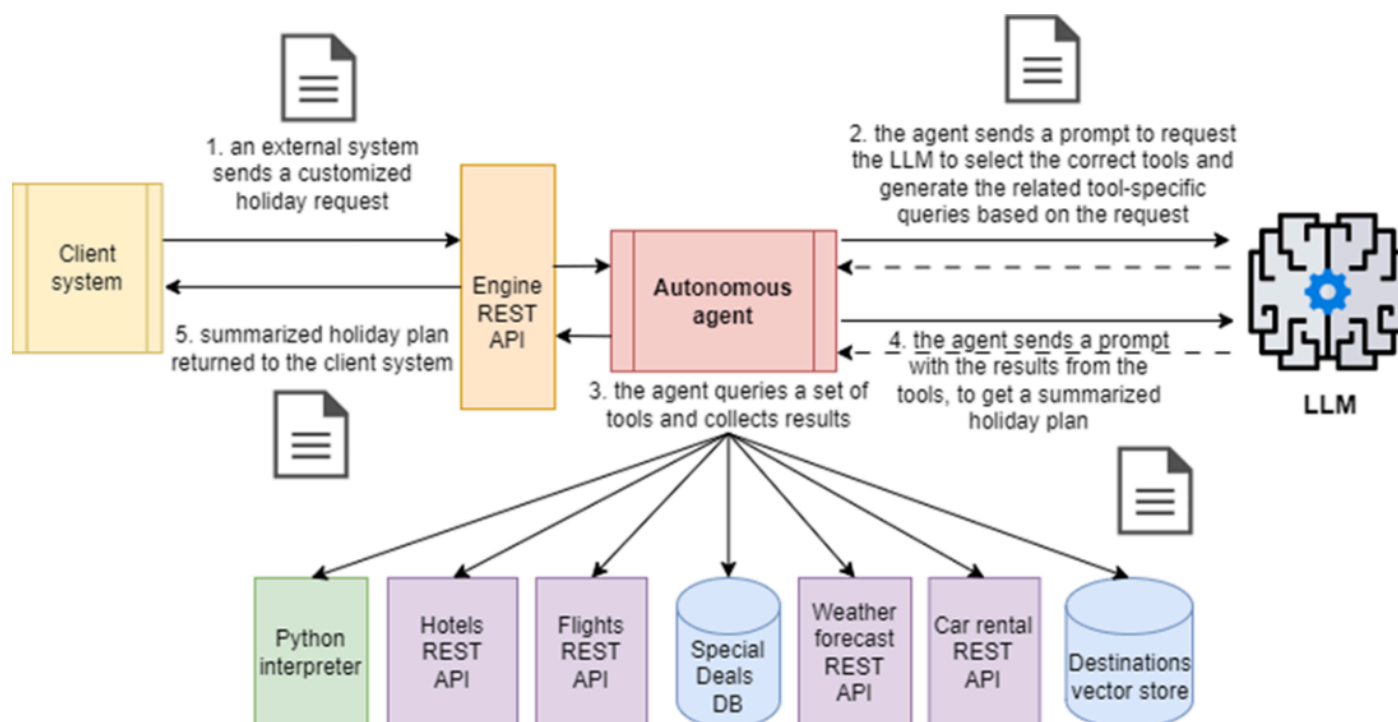 1. an external system
sends a customized
holiday request
2. the agent sends a prompt to request
the LLM to select the correct tools and
generate the related tool-specific
queries based on the request
Client
system
Engine
REST
API
Autonomous
agent
5. summarized holiday plan
returned to the client system
4. the agent sends a prompt
with the results from the
tools, to get a summarized
holiday plan
LLM
3. the agent queries a set of
tools and collects results
Python
interpreter
Hotels
REST
API
Flights
REST
API
Special
Deals
DB
Weather
forecast
REST
API
Car rental
REST
API
Destinations
vector store